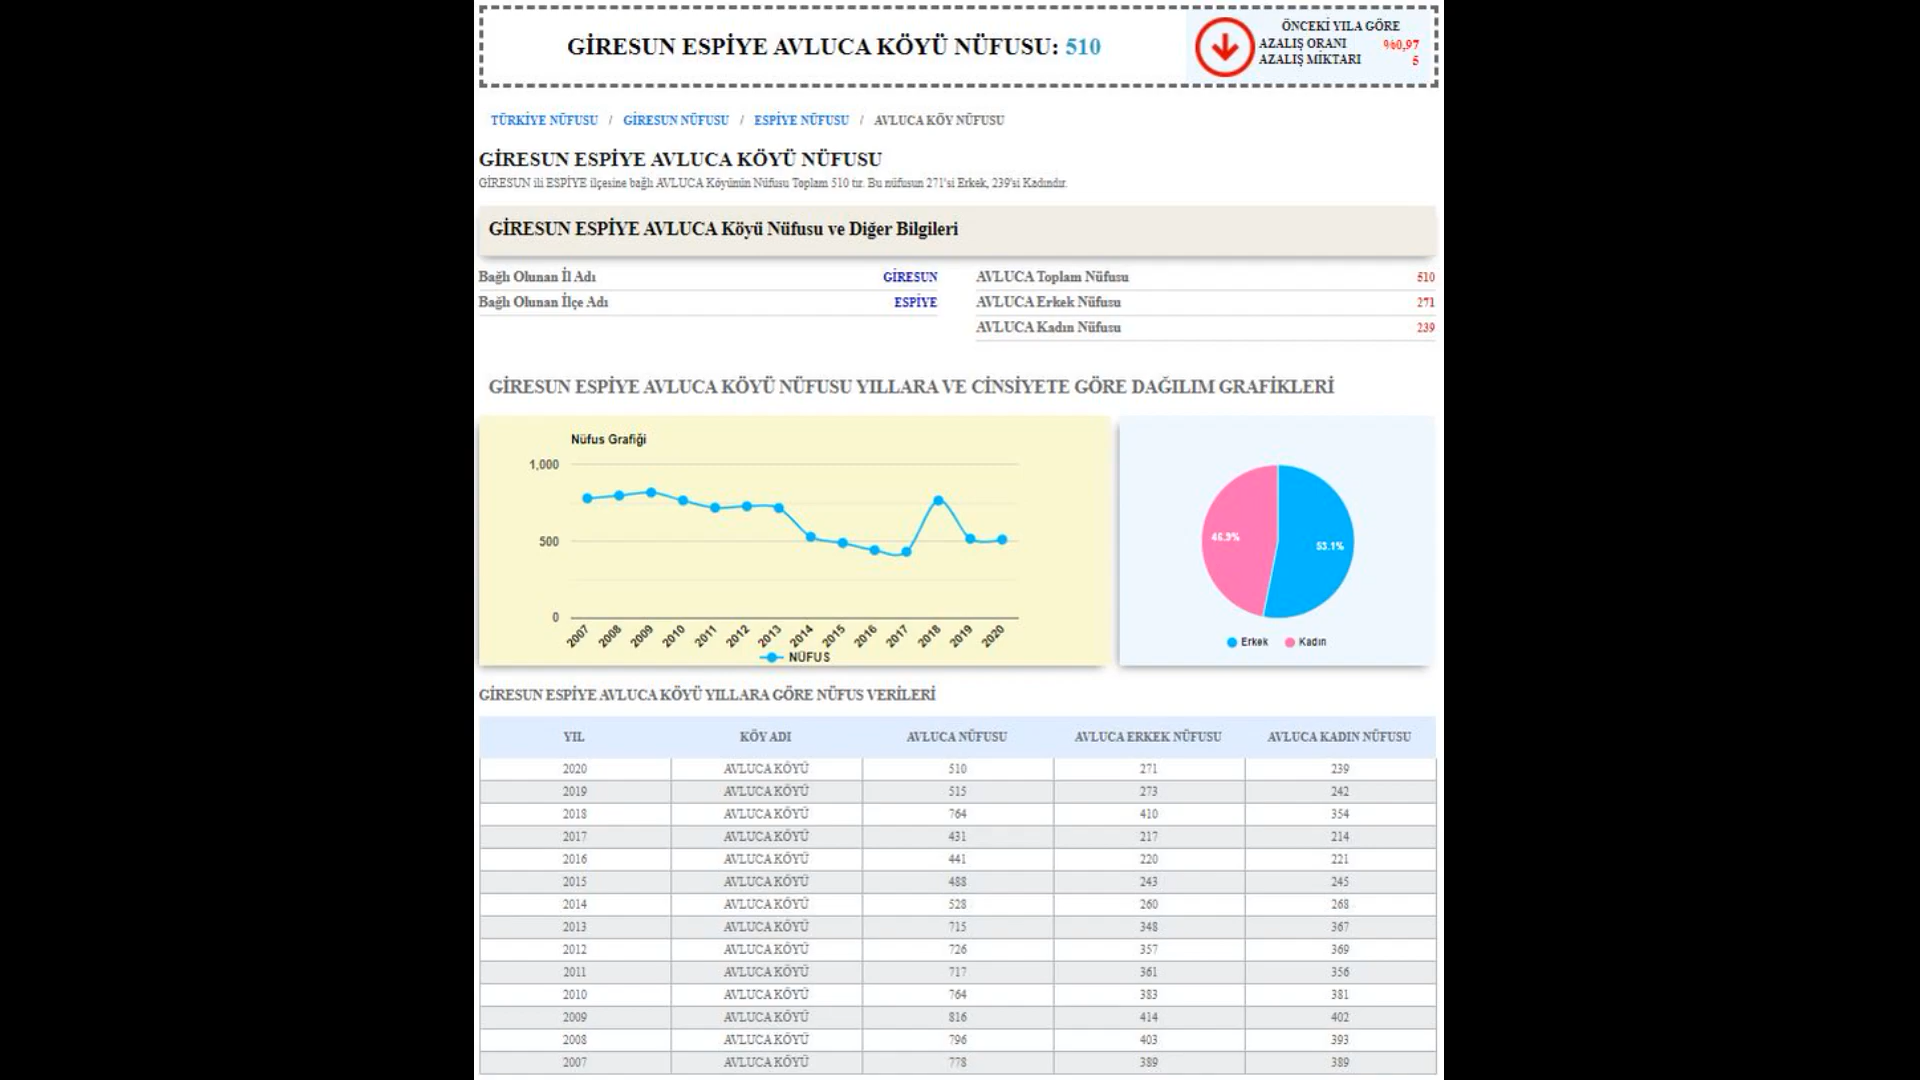 GİRESUN ESPİYE AVLUCA KÖYÜ NÜFUSU: 510
ÖNCEKİ YILA GÖRE
AZALIŞ ORANI %0,97
AZALIŞ MİKTARI 5
TÜRKİYE NÜFUSU / GİRESUN NÜFUSU / ESPİYE NÜFUSU / AVLUCA KÖY NÜFUSU
GİRESUN ESPİYE AVLUCA KÖYÜ NÜFUSU
GİRESUN ili ESPİYE ilçesine bağlı AVLUCA Köyünün Nüfusu Toplam 510 tır. Bu nüfusun 271'si Erkek, 239'si Kadındır.
GİRESUN ESPİYE AVLUCA Köyü Nüfusu ve Diğer Bilgileri
Bağlı Olunan İl Adı GİRESUN
Bağlı Olunan İlçe Adı ESPİYE
AVLUCA Toplam Nüfusu 510
AVLUCA Erkek Nüfusu 271
AVLUCA Kadın Nüfusu 239
GİRESUN ESPİYE AVLUCA KÖYÜ NÜFUSU YILLARA VE CİNSİYETE GÖRE DAĞILIM GRAFİKLERİ
Nüfus Grafiği
1,000
500
0
2007 2008 2009 2010 2011 2012 2013 2014 2015 2016 2017 2018 2019 2020
NÜFUS
46.9% 53.1%
Erkek Kadın
GİRESUN ESPİYE AVLUCA KÖYÜ YILLARA GÖRE NÜFUS VERİLERİ
YIL KÖY ADI AVLUCA NÜFUSU AVLUCA ERKEK NÜFUSU AVLUCA KADIN NÜFUSU
2020 AVLUCA KÖYÜ 510 271 239
2019 AVLUCA KÖYÜ 515 273 242
2018 AVLUCA KÖYÜ 764 410 354
2017 AVLUCA KÖYÜ 431 217 214
2016 AVLUCA KÖYÜ 441 220 221
2015 AVLUCA KÖYÜ 488 243 245
2014 AVLUCA KÖYÜ 528 260 268
2013 AVLUCA KÖYÜ 715 348 367
2012 AVLUCA KÖYÜ 726 357 369
2011 AVLUCA KÖYÜ 717 361 356
2010 AVLUCA KÖYÜ 764 383 381
2009 AVLUCA KÖYÜ 816 414 402
2008 AVLUCA KÖYÜ 796 403 393
2007 AVLUCA KÖYÜ 778 389 389